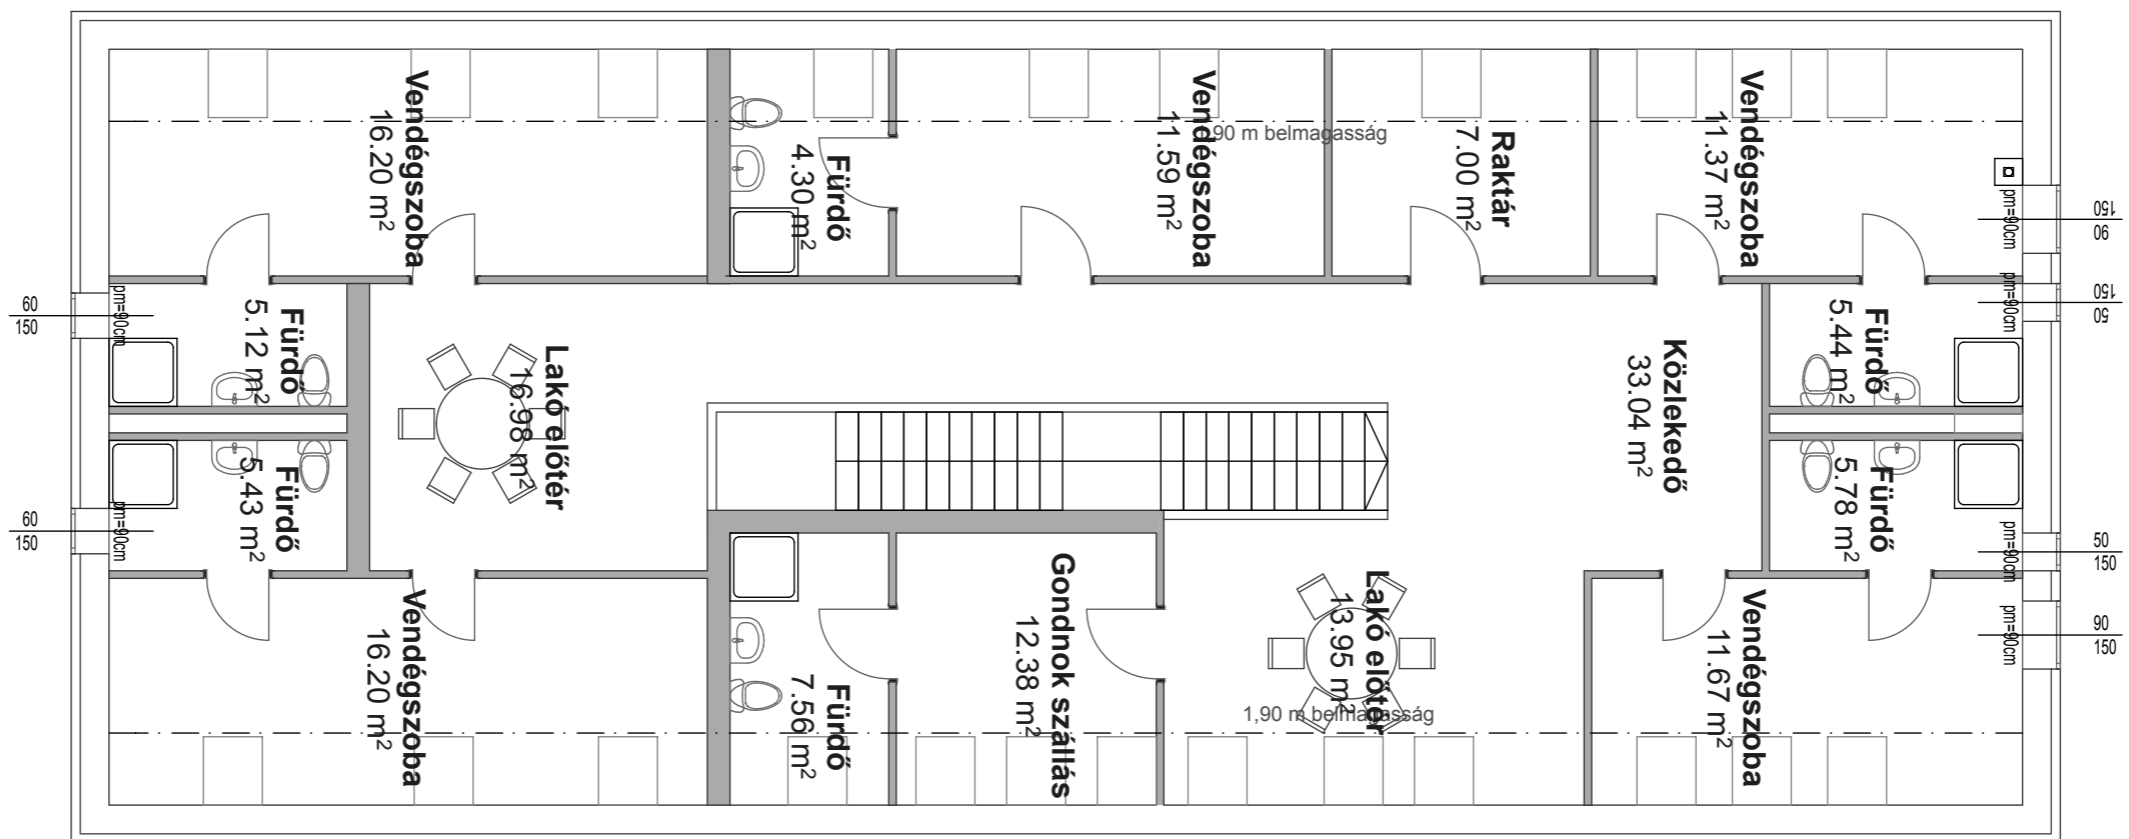 Vendégszoba
16.20 m²
Fürdő
4.30 m²
Vendégszoba
11.59 m²
90 m belmagasság
Raktár
7.00 m²
Vendégszoba
11.37 m²
pm=90cm
150
90
60
150
pm=90cm
Fürdő
5.12 m²
Lakó előtér
16.98 m²
Közlekedő
33.04 m²
Fürdő
5.44 m²
pm=90cm
150
50
60
150
pm=90cm
Fürdő
5.43 m²
Fürdő
5.78 m²
pm=90cm
50
150
Vendégszoba
16.20 m²
Fürdő
7.56 m²
Gondnok szállás
12.38 m²
Lakó előtér
13.95 m²
1,90 m belmagasság
Vendégszoba
11.67 m²
pm=90cm
90
150